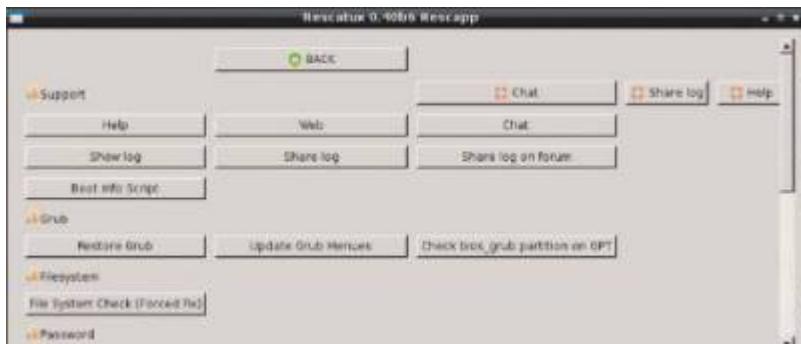 Rescatux 0.40b6 Rescapp
BACK
Support
Chat Share log Help
Help Web Chat
Show log Share log Share log on forum
Boot Info Script
Grub
Restore Grub Update Grub Menues Check bios_grub partition on GPT
Filesystem
File System Check (Forced Fix)
Password